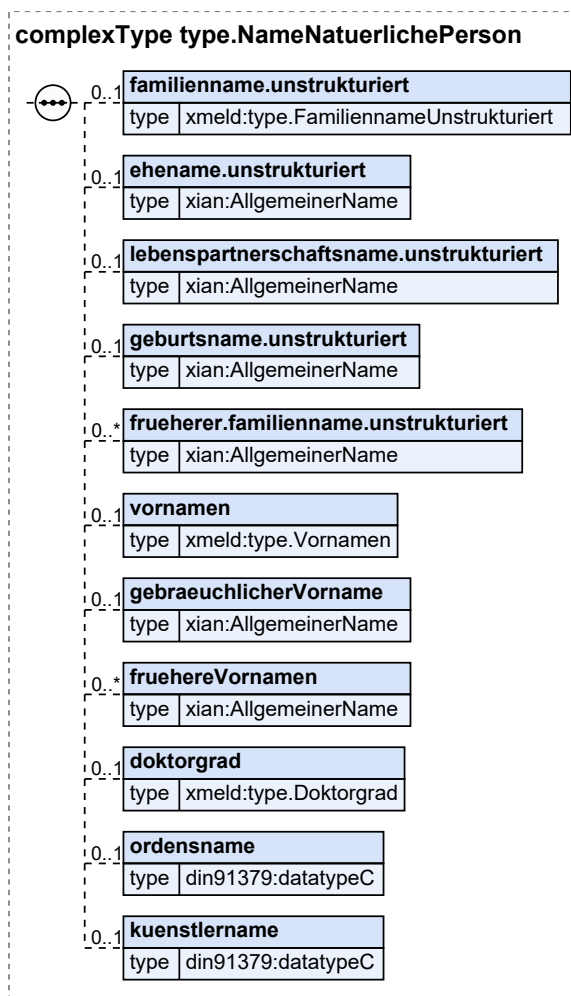 complexType type.NameNatuerlichePerson
0..1 familienname.unstrukturiert
type xmeld:type.FamiliennameUnstrukturiert
0..1 ehename.unstrukturiert
type xian:AllgemeinerName
0..1 lebenspartnerschaftsname.unstrukturiert
type xian:AllgemeinerName
0..1 geburtsname.unstrukturiert
type xian:AllgemeinerName
0..* frueherer.familienname.unstrukturiert
type xian:AllgemeinerName
0..1 vornamen
type xmeld:type.Vornamen
0..1 gebraeuchlicherVorname
type xian:AllgemeinerName
0..* fruehereVornamen
type xian:AllgemeinerName
0..1 doktorgrad
type xmeld:type.Doktorgrad
0..1 ordensname
type din91379:datatypeC
0..1 kuenstlername
type din91379:datatypeC